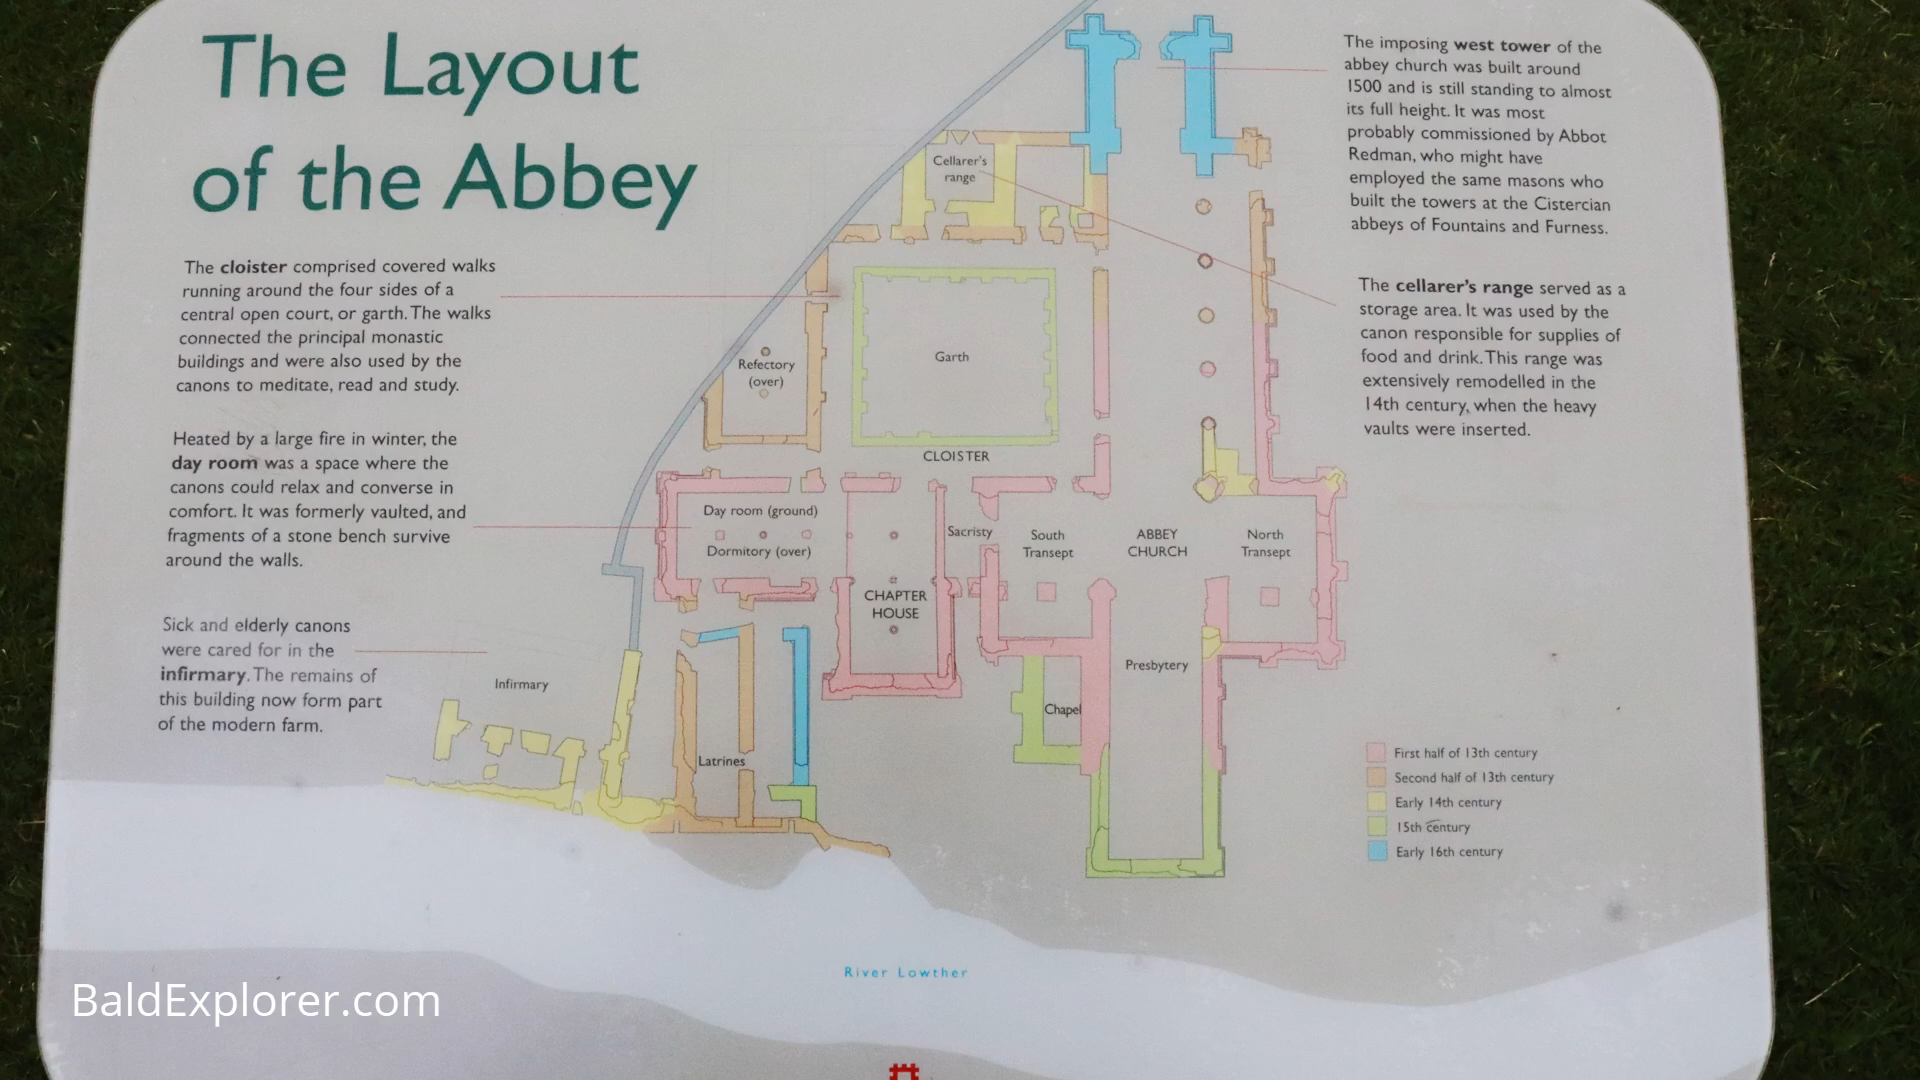 The Layout
of the Abbey
The cloister comprised covered walks
running around the four sides of a
central open court, or garth. The walks
connected the principal monastic
buildings and were also used by the
canons to meditate, read and study.
Heated by a large fire in winter, the
day room was a space where the
canons could relax and converse in
comfort. It was formerly vaulted, and
fragments of a stone bench survive
around the walls.
Sick and elderly canons
were cared for in the
infirmary. The remains of
this building now form part
of the modern farm.
Cellarer's
range
Refectory
(over)
Garth
CLOISTER
Day room (ground)
Dormitory (over)
Sacristy
South
Transept
ABBEY
CHURCH
North
Transept
CHAPTER
HOUSE
Presbytery
Infirmary
Chapel
Latrines
The imposing west tower of the
abbey church was built around
1500 and is still standing to almost
its full height. It was most
probably commissioned by Abbot
Redman, who might have
employed the same masons who
built the towers at the Cistercian
abbeys of Fountains and Furness.
The cellarer's range served as a
storage area. It was used by the
canon responsible for supplies of
food and drink. This range was
extensively remodelled in the
14th century, when the heavy
vaults were inserted.
First half of 13th century
Second half of 13th century
Early 14th century
15th century
Early 16th century
River Lowther
BaldExplorer.com